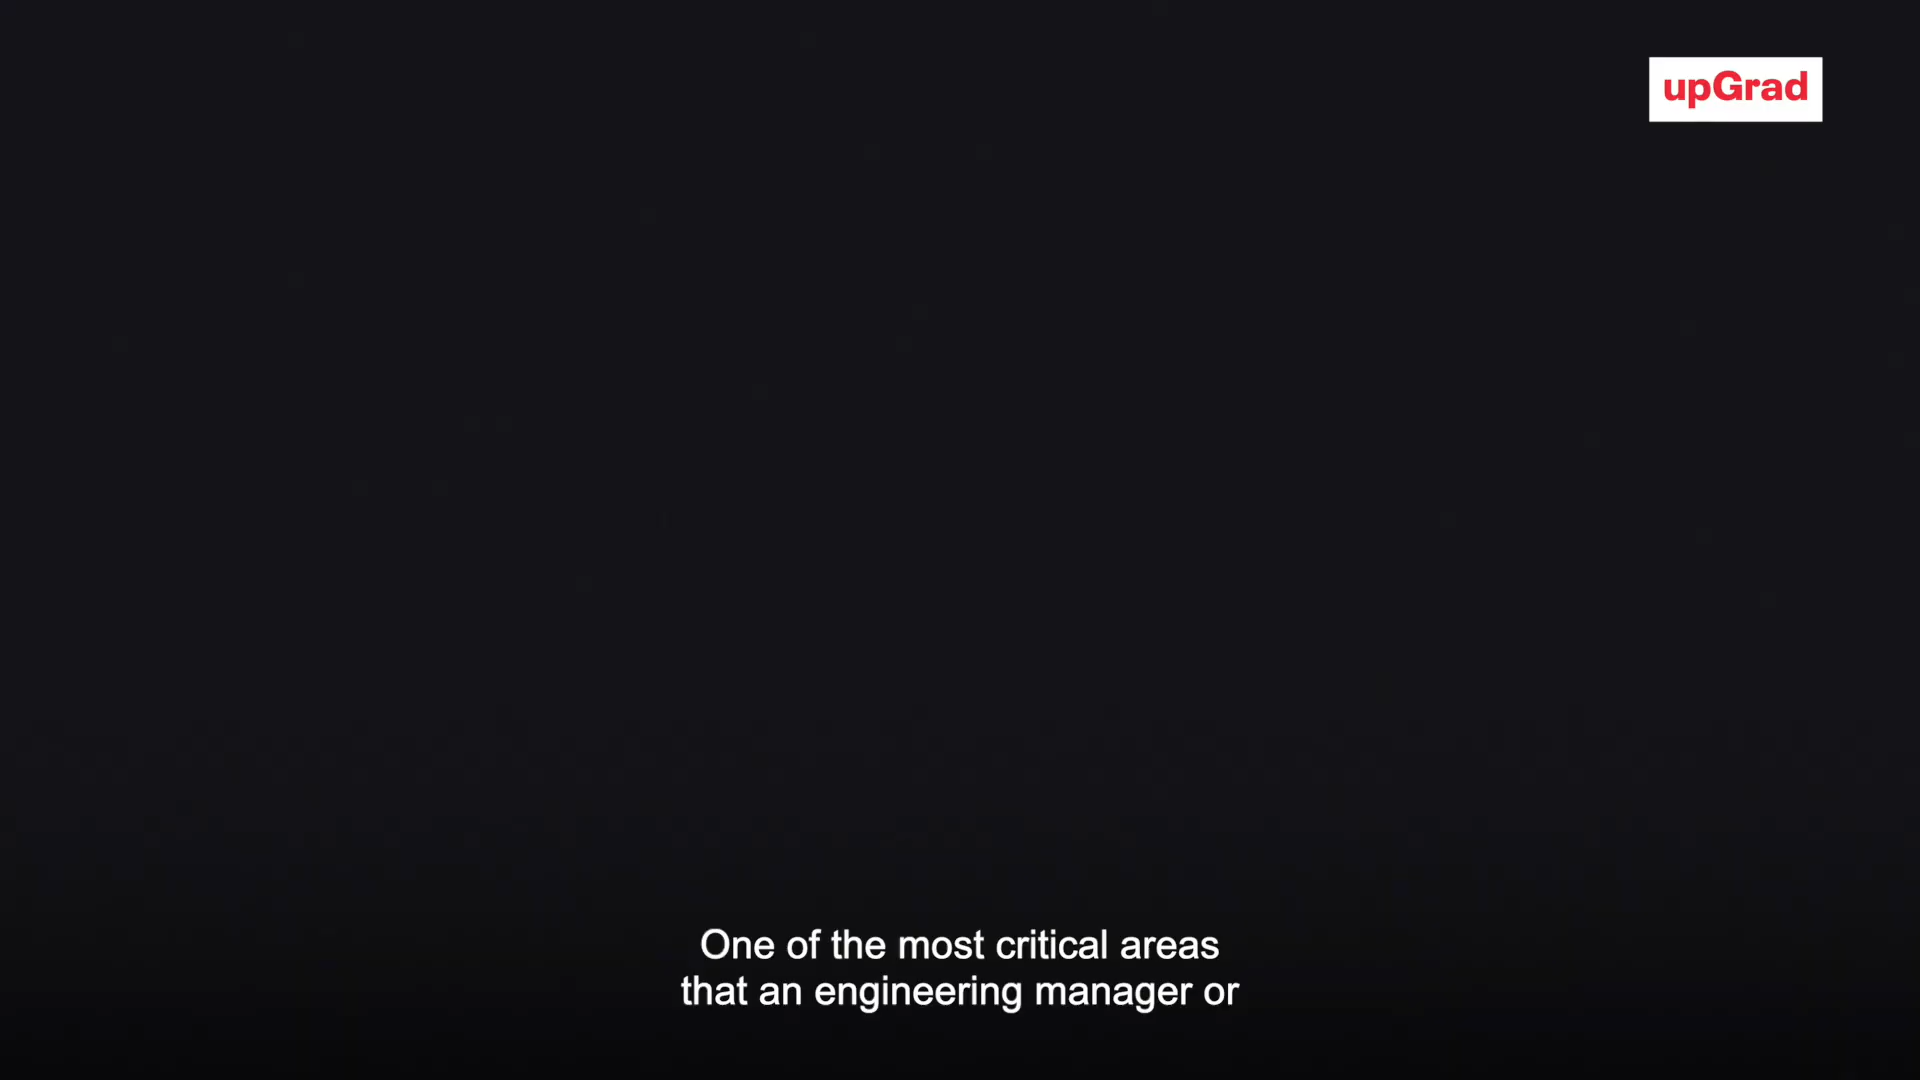 upGrad
One of the most critical areas
that an engineering manager or